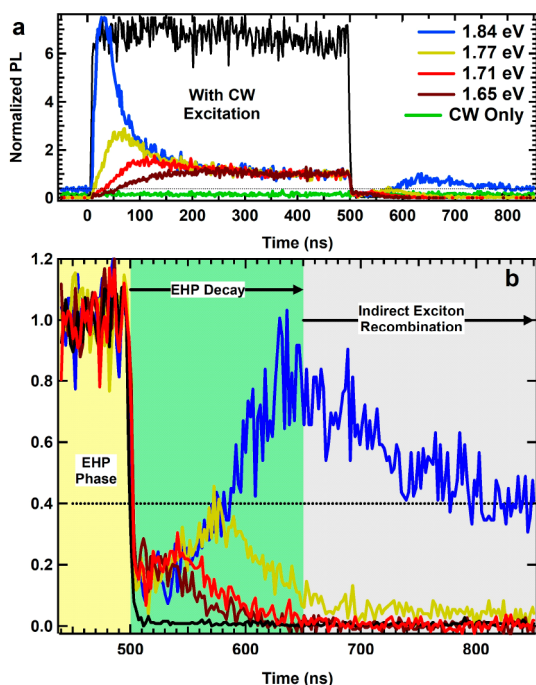 a
Normalized PL
6
4
2
0
With CW
Excitation
1.84 eV
1.77 eV
1.71 eV
1.65 eV
CW Only
0
100
200
300
400
500
600
700
800
Time (ns)
b
1.2
1.0
0.8
0.6
0.4
0.2
0.0
EHP Decay
Indirect Exciton
Recombination
EHP
Phase
500
600
700
800
Time (ns)